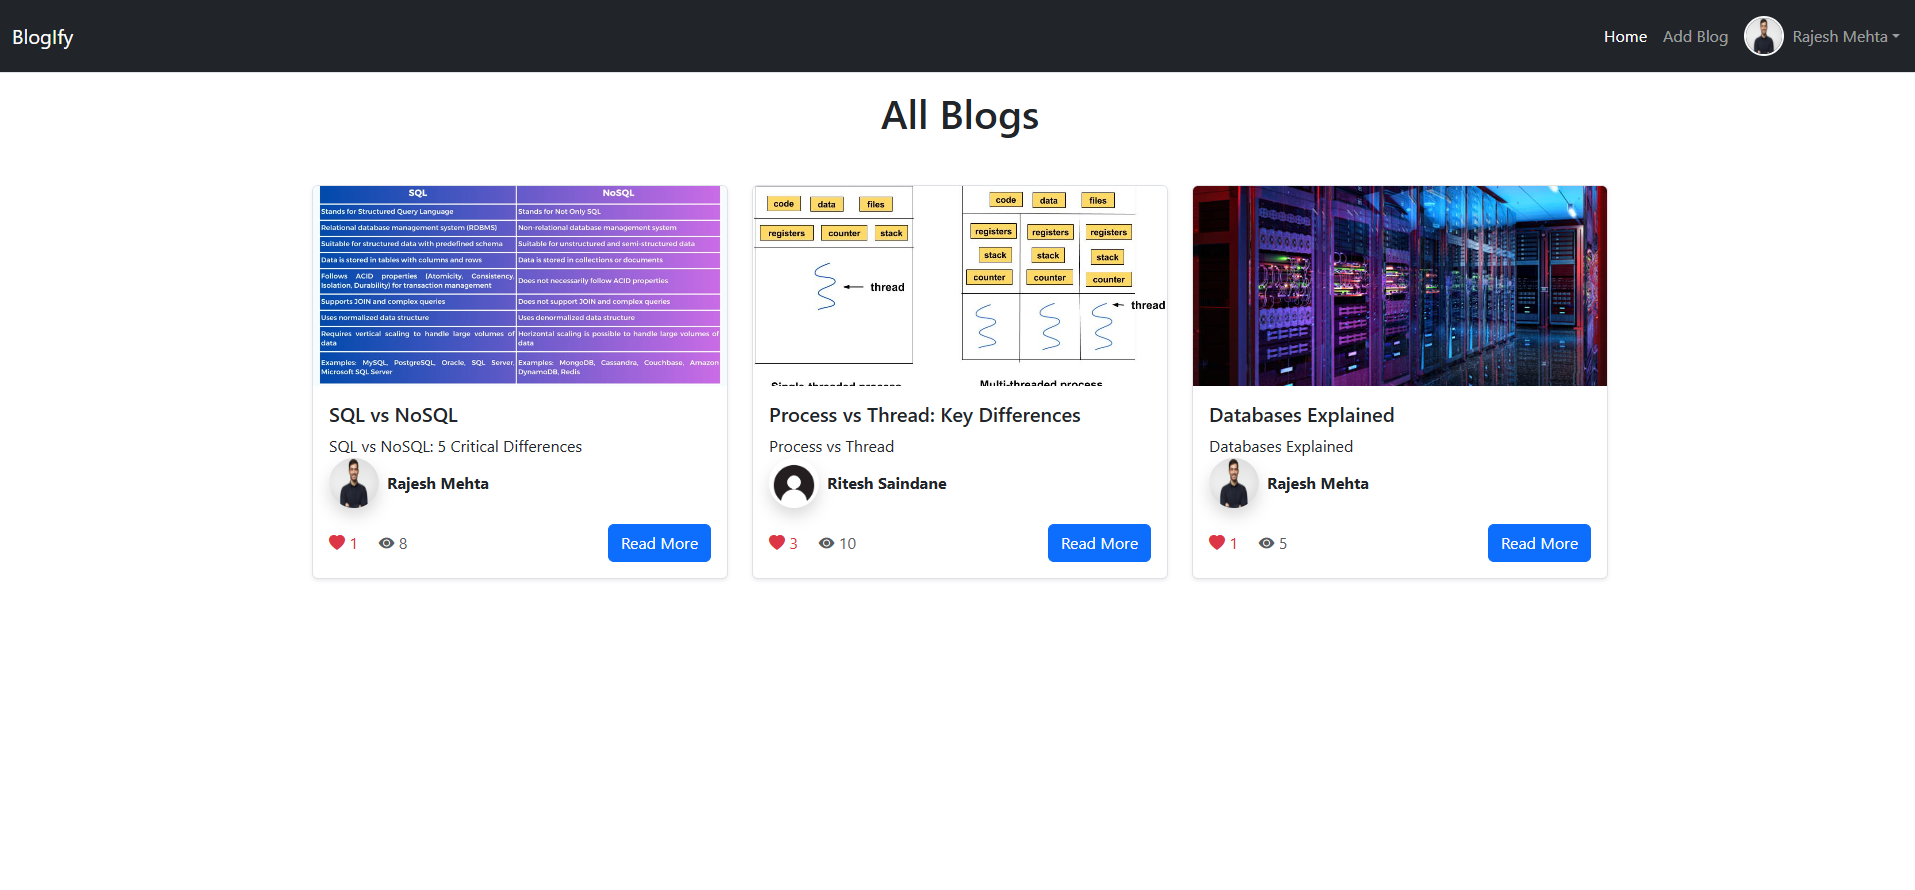 BlogIfy
Home Add Blog Rajesh Mehta
All Blogs
SQL NoSQL
Stands for Structured Query Language Stands for Not Only SQL
Relational database management system (RDBMS) Non-relational database management system
Suitable for structured data with predefined schema Suitable for unstructured and semi-structured data
Data is stored in tables with columns and rows Data is stored in collections or documents
Follows ACID properties (Atomicity, Consistency,
Isolation, Durability) for transaction management Does not necessarily follow ACID properties
Supports JOIN and complex queries Does not support JOIN and complex queries
Uses normalized data structure Uses denormalized data structure
Requires vertical scaling to handle large volumes of Horizontal scaling is possible to handle large volumes of
data data
Examples: MySQL, PostgreSQL, Oracle, SQL Server, Examples: MongoDB, Cassandra, Couchbase, Amazon
Microsoft SQL Server DynamoDB, Redis
SQL vs NoSQL
SQL vs NoSQL: 5 Critical Differences
Rajesh Mehta
1 8 Read More
code data files
registers counter stack
thread
Single-threaded process
code data files
registers registers registers
stack stack stack
counter counter counter
thread
Multi-threaded process
Process vs Thread: Key Differences
Process vs Thread
Ritesh Saindane
3 10 Read More
Databases Explained
Databases Explained
Rajesh Mehta
1 5 Read More